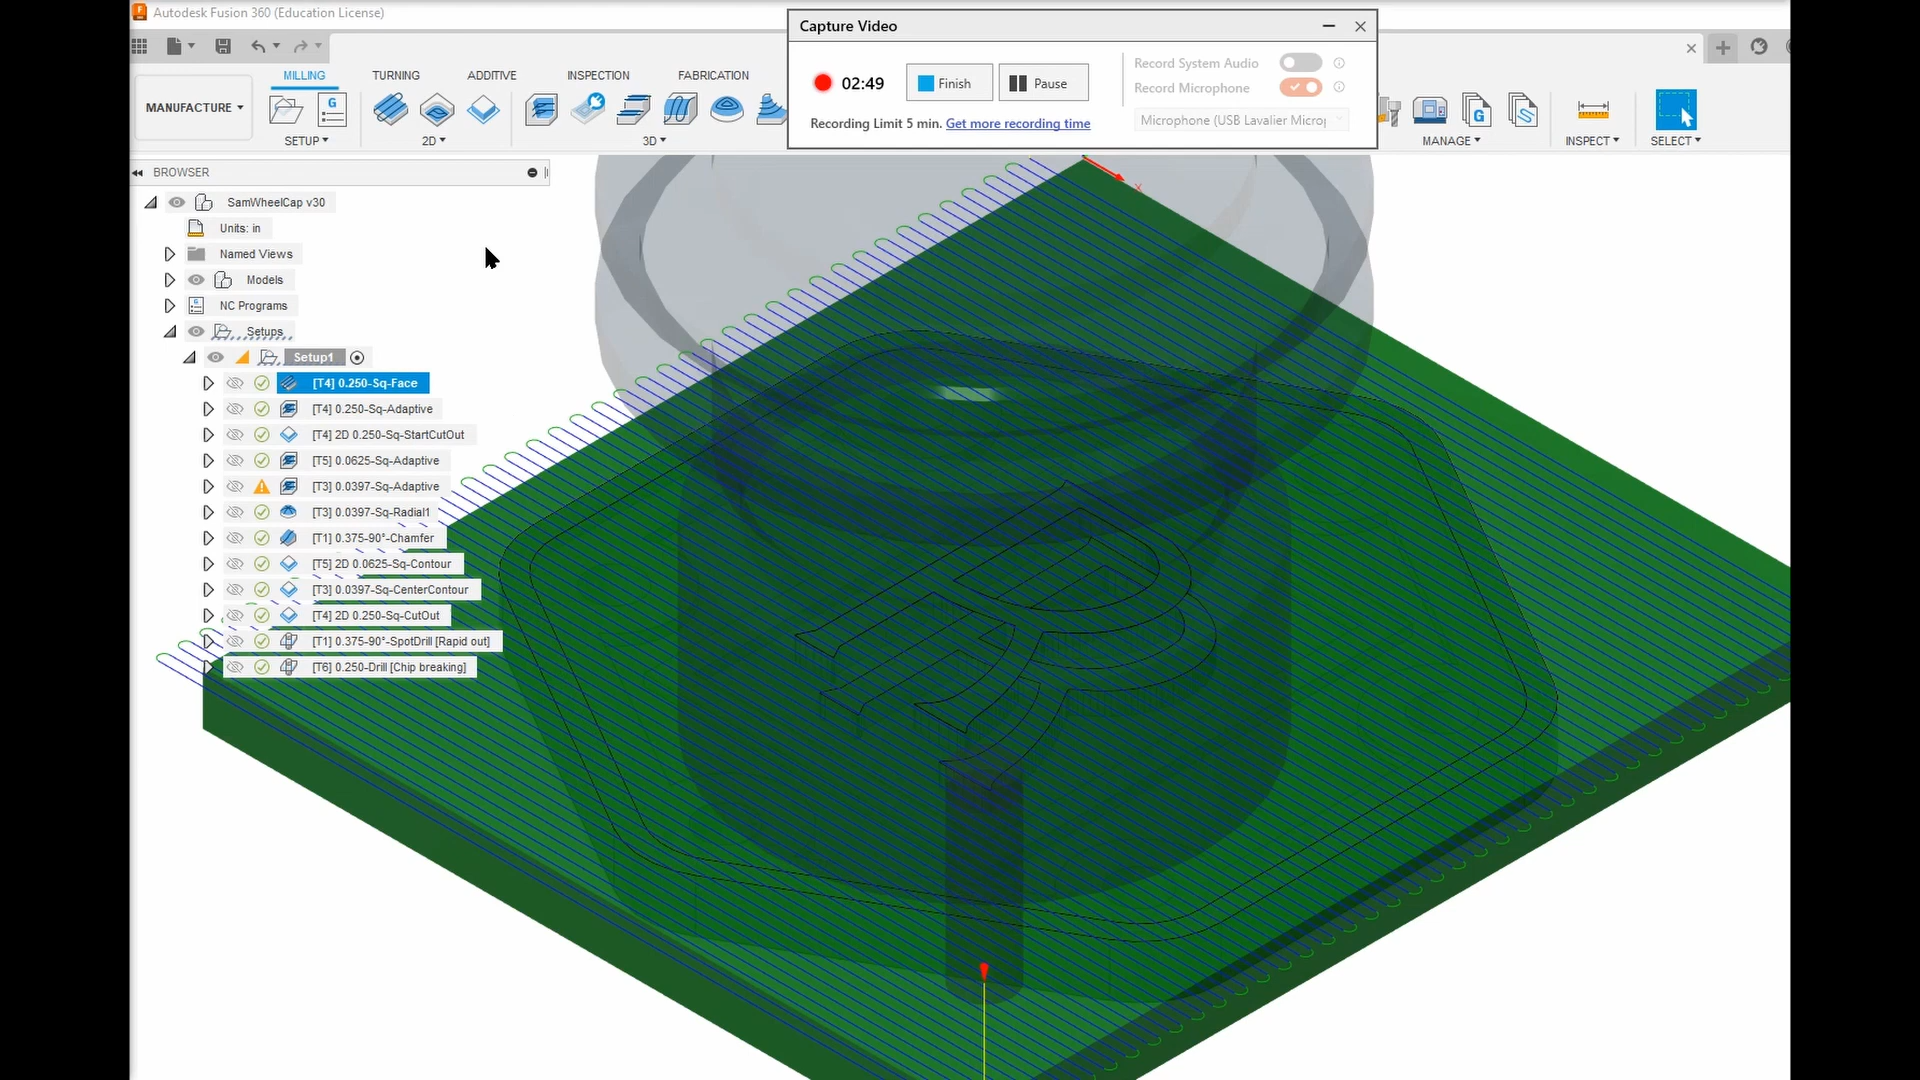 Autodesk Fusion 360 (Education License)
Capture Video
02:49
Finish
Pause
Record System Audio
Record Microphone
Microphone (USB Lavalier Microp
Recording Limit 5 min. Get more recording time
MILLING
TURNING
ADDITIVE
INSPECTION
FABRICATION
MANUFACTURE
G
G
SETUP
2D
3D
MANAGE
INSPECT
SELECT
BROWSER
SamWheelCap v30
Units: in
Named Views
Models
NC Programs
Setups
Setup1
[T4] 0.250-Sq-Face
[T4] 0.250-Sq-Adaptive
[T4] 2D 0.250-Sq-StartCutOut
[T5] 0.0625-Sq-Adaptive
[T3] 0.0397-Sq-Adaptive
[T3] 0.0397-Sq-Radial1
[T1] 0.375-90°-Chamfer
[T5] 2D 0.0625-Sq-Contour
[T3] 0.0397-Sq-CenterContour
[T4] 2D 0.250-Sq-CutOut
[T1] 0.375-90°-SpotDrill [Rapid out]
[T6] 0.250-Drill [Chip breaking]
X
R